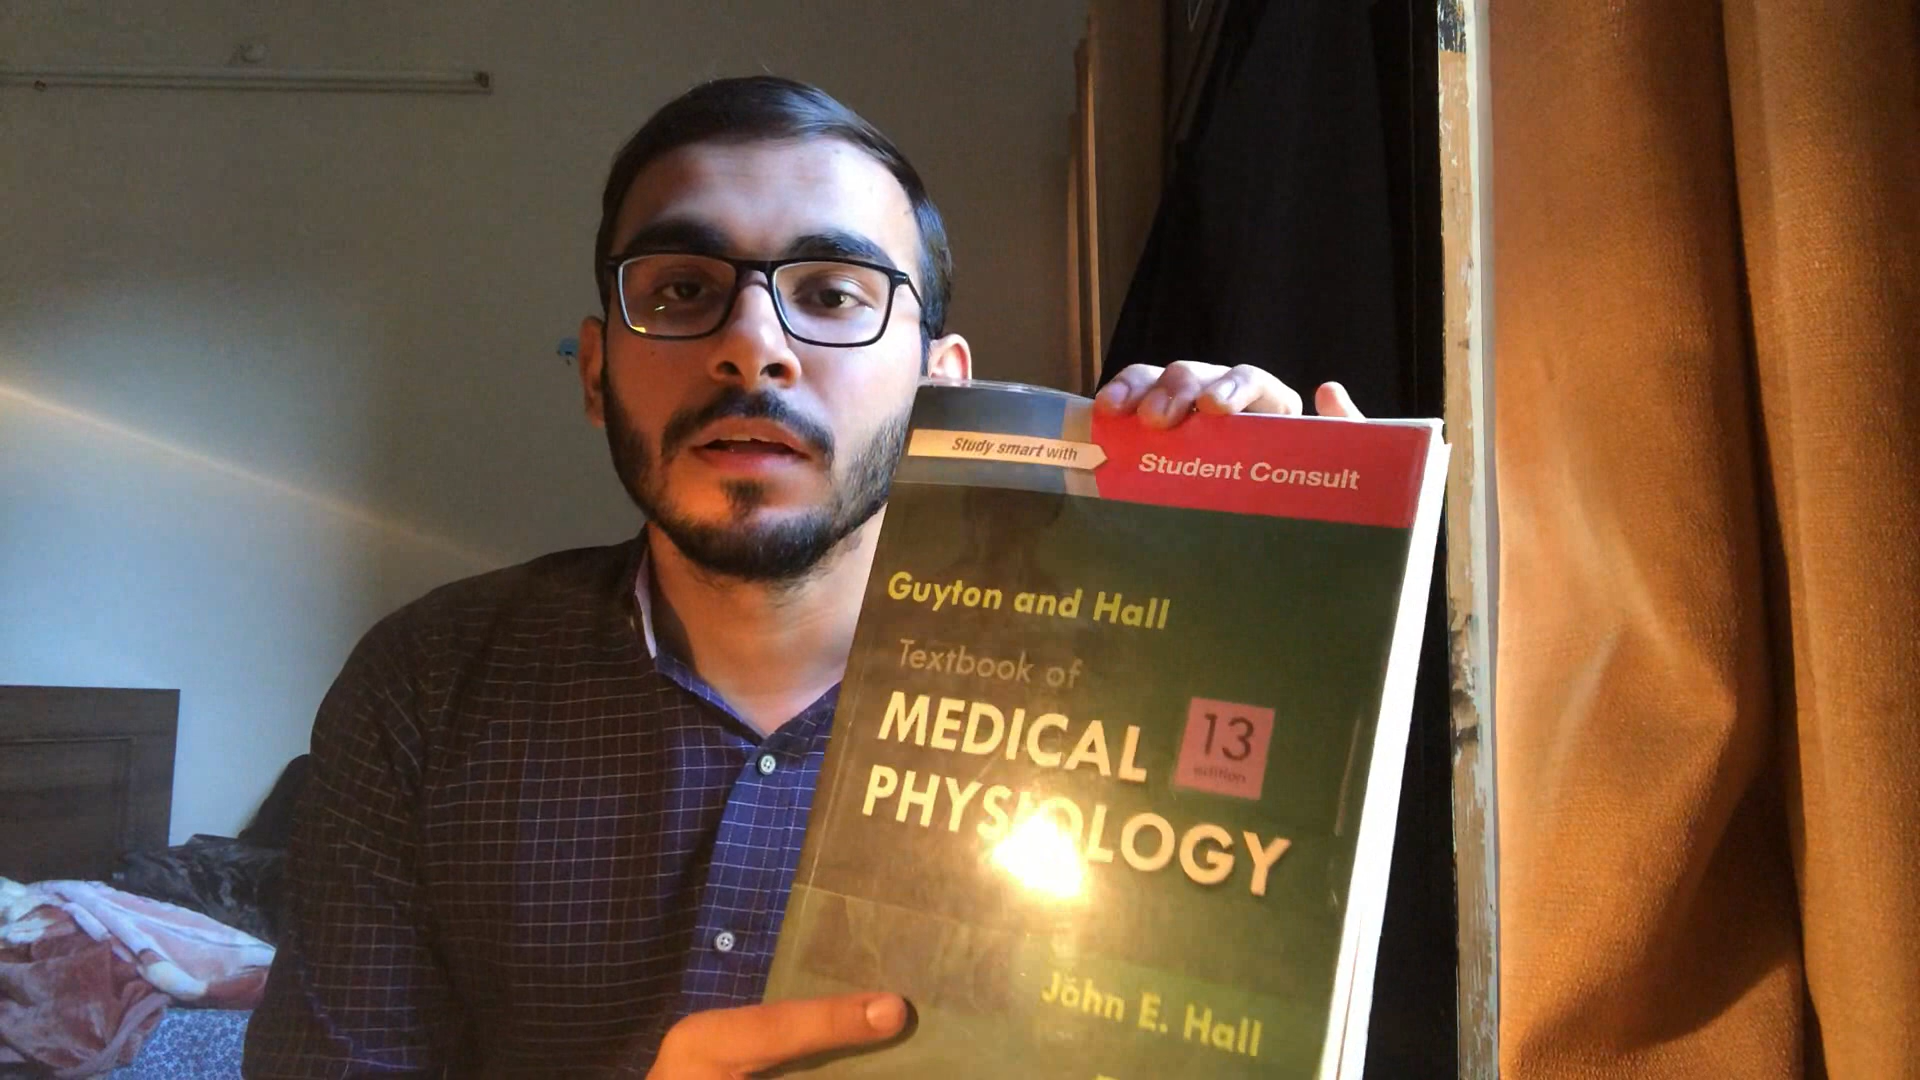 Study smart with
Student Consult
Guyton and Hall
Textbook of
MEDICAL
PHYSIOLOGY
13
edition
John E. Hall